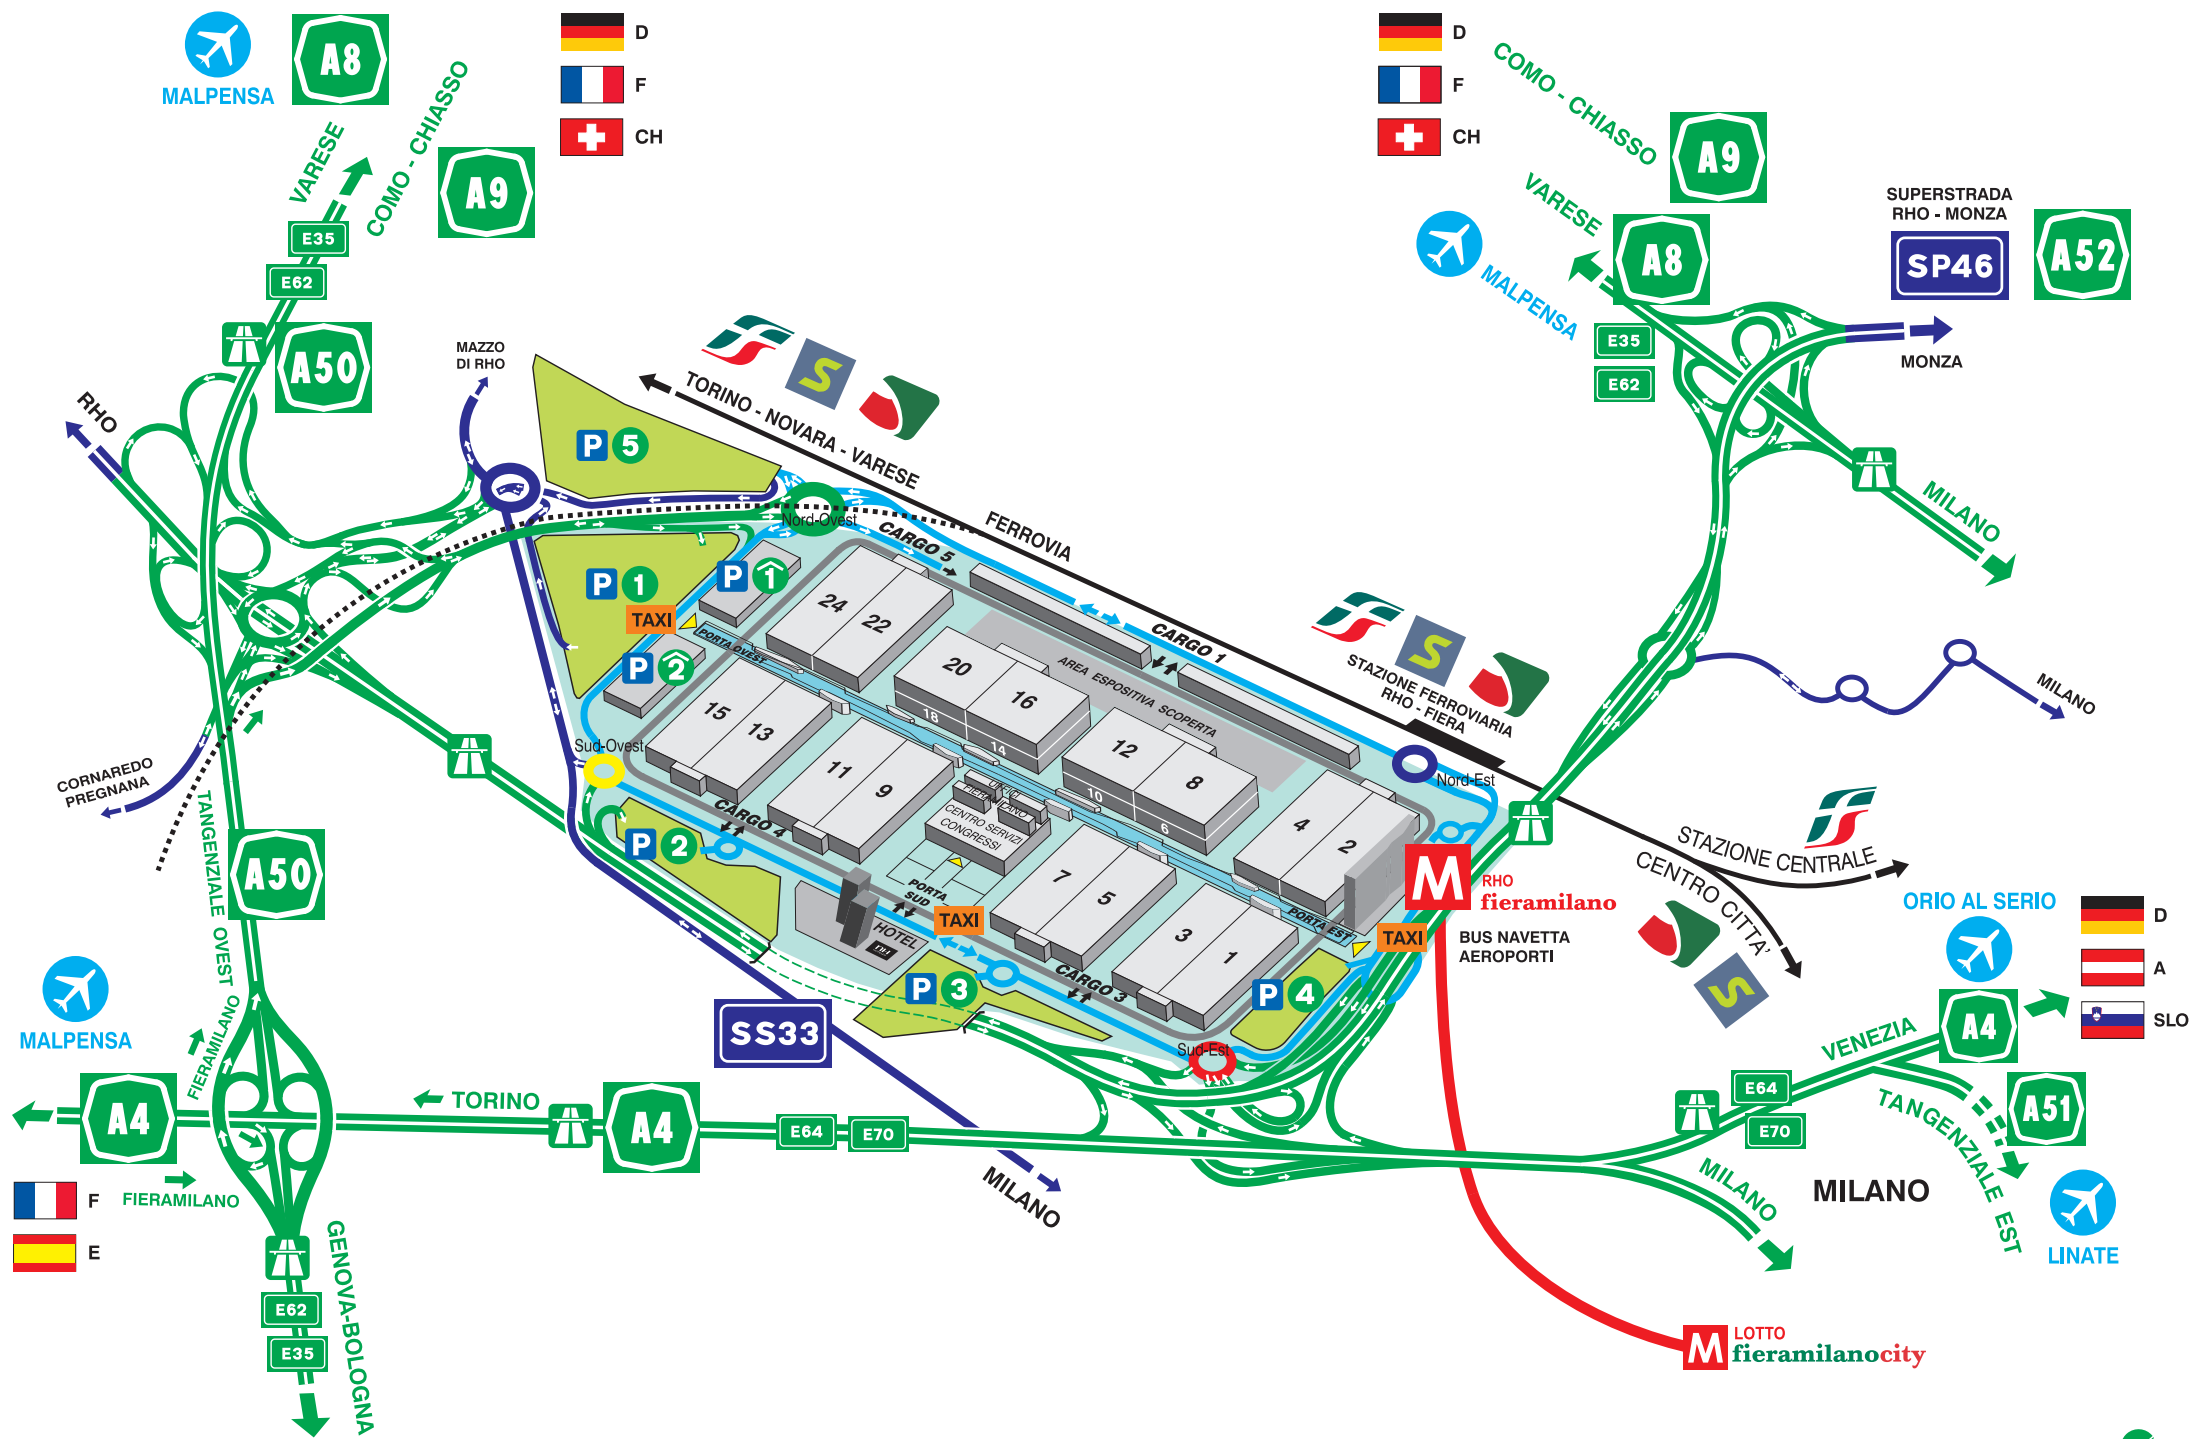 MALPENSA
A8
VARESE
COMO - CHIASSO
A9
D
F
CH
E35
E62
A50
D
F
CH
COMO - CHIASSO
A9
VARESE
A8
MALPENSA
SUPERSTRADA
RHO - MONZA
SP46
A52
E35
E62
MONZA
MILANO
RHO
MAZZO
DI RHO
P 5
TORINO - NOVARA - VARESE
FERROVIA
Nord-Ovest
CARGO 5
P 1
P 1
TAXI
PORTA OVEST
P 2
24
22
CARGO 1
AREA ESPOSITIVA SCOPERTA
STAZIONE FERROVIARIA
RHO - FIERA
20
16
18
14
15
13
12
8
10
6
Sud-Ovest
11
9
UFFICI
FIERAMILANO
CENTRO SERVIZI
CONGRESSI
Nord-Est
4
2
CARGO 4
P 2
7
5
PORTA
SUD
TAXI
HOTEL
nh
3
1
PORTA EST
TAXI
M
RHO
fieramilano
BUS NAVETTA
AEROPORTI
P 3
CARGO 3
P 4
Sud-Est
MILANO
STAZIONE CENTRALE
CENTRO CITTA'
ORIO AL SERIO
D
A
SLO
A4
VENEZIA
E64
E70
TANGENZIALE EST
A51
LINATE
MILANO
MILANO
CORNAREDO
PREGNANA
TANGENZIALE OVEST
A50
MALPENSA
FIERAMILANO
A4
FIERAMILANO
F
E
TORINO
A4
E64
E70
SS33
MILANO
E62
E35
GENOVA-BOLOGNA
M
LOTTO
fieramilanocity